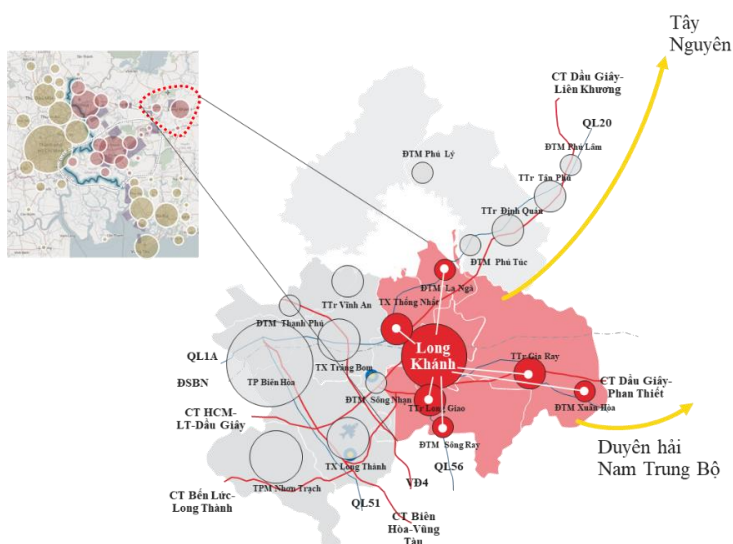 Tây
Nguyên
CT Dầu Giây-
Liên Khương
QL20
ĐTM Phú Lâm
ĐTM Phú Lý
TTr Tân Phú
TTr Định Quán
ĐTM Phú Túc
ĐTM La Ngà
TTr Vĩnh An
TX Thống Nhất
ĐTM Thạnh Phú
Long
Khánh
QL1A
TX Trảng Bom
TTr Gia Ray
ĐSBN
TP Biên Hòa
CT Dầu Giây-
Phan Thiết
ĐTM Sông Nhạn
TTr Long Giao
ĐTM Xuân Hòa
CT HCM-
LT-Dầu Giây
ĐTM Sông Ray
Duyên hải
Nam Trung Bộ
TX Long Thành
QL56
VĐ4
TPM Nhơn Trạch
CT Bến Lức-
Long Thành
QL51
CT Biên
Hòa-Vũng
Tàu